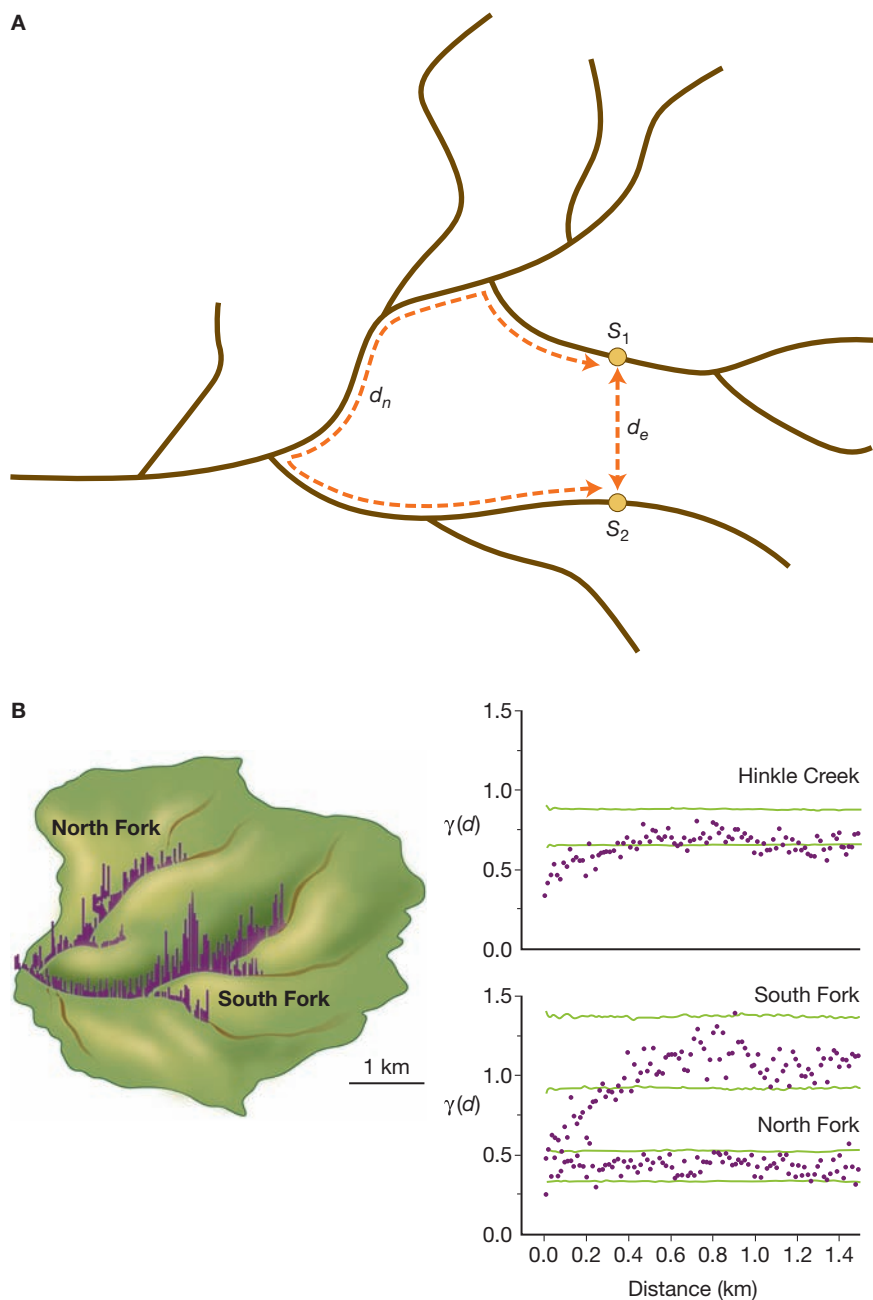 A
S1
dn
de
S2
B
North Fork
South Fork
1 km
1.5
Hinkle Creek
1.0
γ(d)
0.5
0.0
1.5
South Fork
1.0
γ(d)
North Fork
0.5
0.0
0.0 0.2 0.4 0.6 0.8 1.0 1.2 1.4
Distance (km)